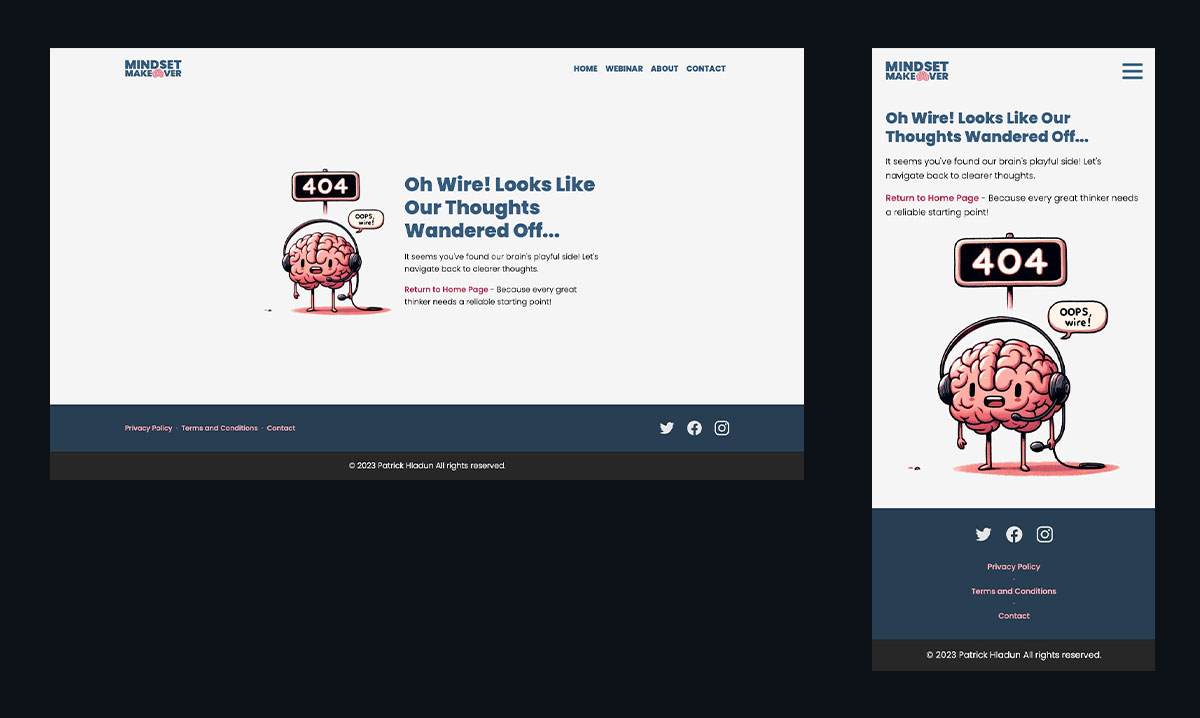 MINDSET
MAKEOVER
HOME WEBINAR ABOUT CONTACT
404
OOPS,
wire!
Oh Wire! Looks Like
Our Thoughts
Wandered Off...
It seems you've found our brain's playful side! Let's
navigate back to clearer thoughts.
Return to Home Page - Because every great
thinker needs a reliable starting point!
Privacy Policy · Terms and Conditions · Contact
© 2023 Patrick Hladun All rights reserved.
MINDSET
MAKEOVER
Oh Wire! Looks Like Our
Thoughts Wandered Off...
It seems you've found our brain's playful side! Let's
navigate back to clearer thoughts.
Return to Home Page - Because every great thinker needs
a reliable starting point!
404
OOPS,
wire!
Privacy Policy
·
Terms and Conditions
·
Contact
© 2023 Patrick Hladun All rights reserved.